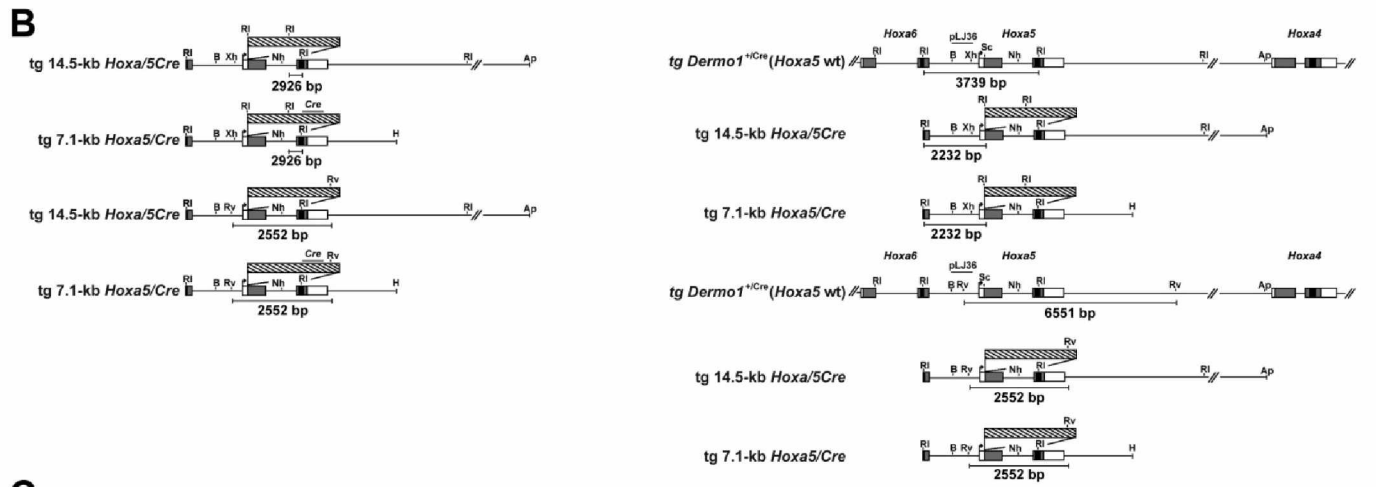 B
RI RI
RI B Xh Nh RI RI Ap
tg 14.5-kb Hoxa/5Cre
2926 bp
RI RI Cre
RI B Xh Nh RI H
tg 7.1-kb Hoxa5/Cre
2926 bp
Rv
RI B Rv Nh RI RI Ap
tg 14.5-kb Hoxa/5Cre
2552 bp
Cre Rv
RI B Rv Nh RI H
tg 7.1-kb Hoxa5/Cre
2552 bp
Hoxa6 pLJ36 Hoxa5 Hoxa4
RI RI B Xh Sc Nh RI RI Ap
tg Dermo1+/Cre(Hoxa5 wt)
3739 bp
RI RI
RI B Xh Nh RI RI Ap
tg 14.5-kb Hoxa/5Cre
2232 bp
RI RI
RI B Xh Nh RI H
tg 7.1-kb Hoxa5/Cre
2232 bp
Hoxa6 pLJ36 Hoxa5 Hoxa4
RI RI B Rv Sc Nh RI Rv Ap
tg Dermo1+/Cre(Hoxa5 wt)
6551 bp
Rv
RI B Rv Nh RI RI Ap
tg 14.5-kb Hoxa/5Cre
2552 bp
Rv
RI B Rv Nh RI H
tg 7.1-kb Hoxa5/Cre
2552 bp